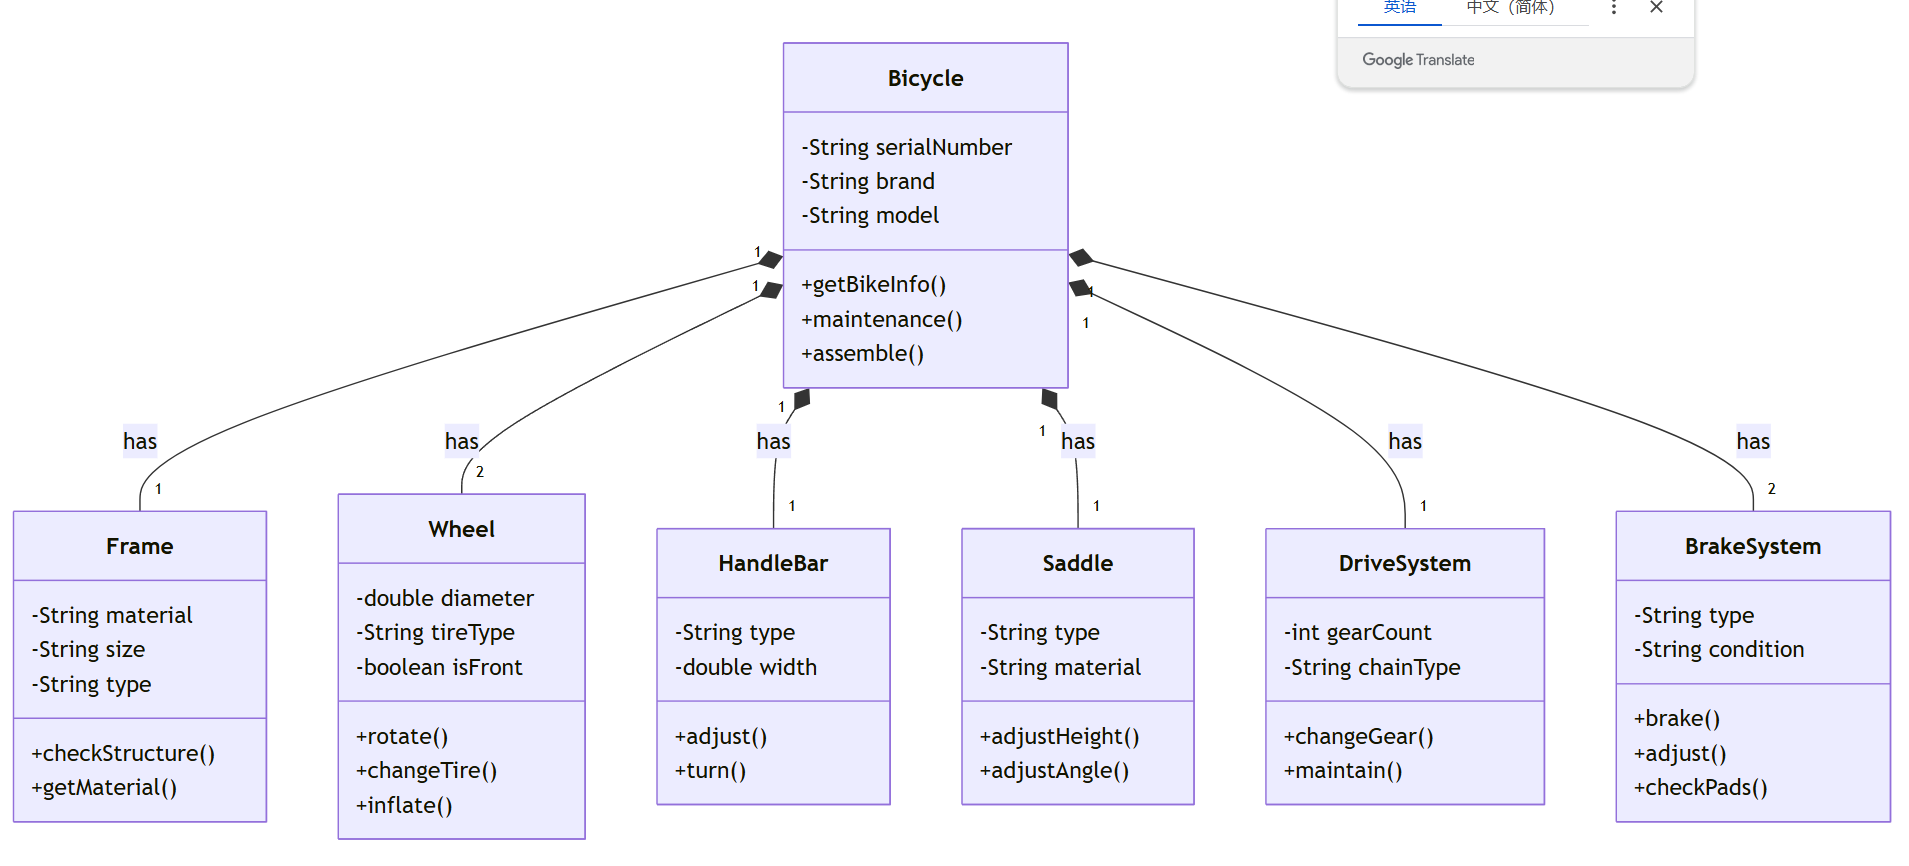 英语 中文（简体）
Google Translate
Bicycle
-String serialNumber
-String brand
-String model
+getBikeInfo()
+maintenance()
+assemble()
1
1
1
1
1
1
has
has
has
has
has
has
1
2
1
1
1
2
Frame
-String material
-String size
-String type
+checkStructure()
+getMaterial()
Wheel
-double diameter
-String tireType
-boolean isFront
+rotate()
+changeTire()
+inflate()
HandleBar
-String type
-double width
+adjust()
+turn()
Saddle
-String type
-String material
+adjustHeight()
+adjustAngle()
DriveSystem
-int gearCount
-String chainType
+changeGear()
+maintain()
BrakeSystem
-String type
-String condition
+brake()
+adjust()
+checkPads()